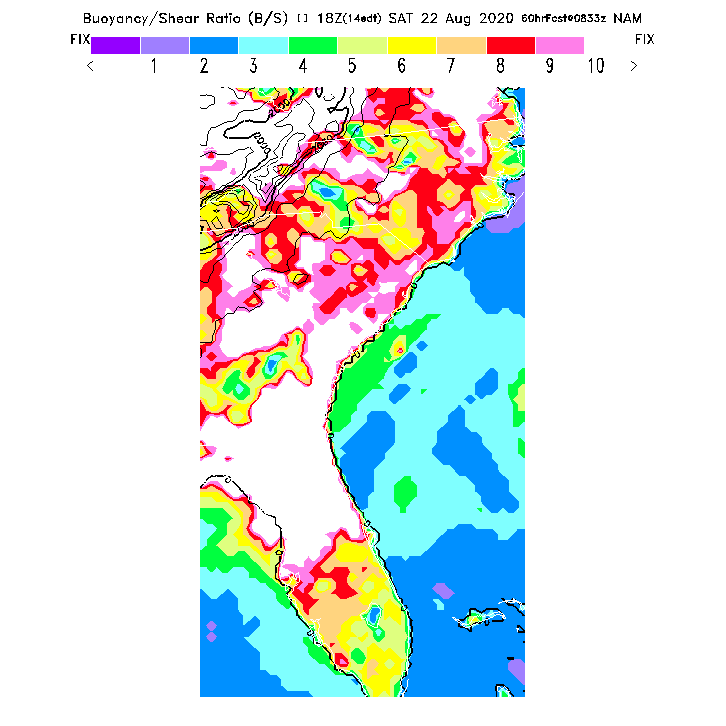 Buoyancy/Shear Ratio (B/S) [] 18Z(14edt) SAT 22 Aug 2020 60hrFcst@0833z NAM
FIX FIX
< 1 2 3 4 5 6 7 8 9 10 >